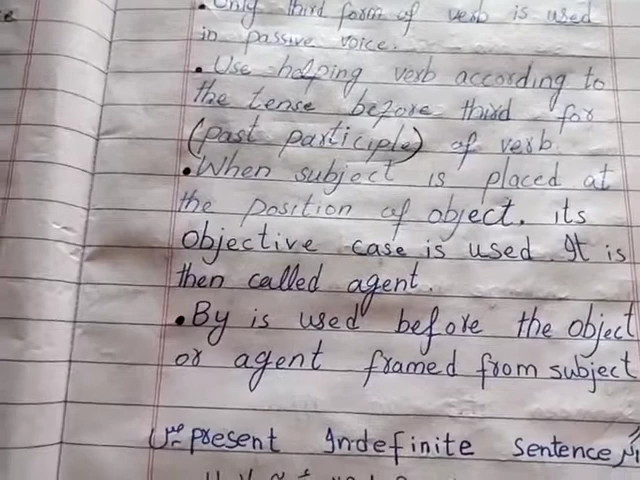 • Only third form of verb is used
in passive voice.
• Use helping verb according to
the tense before third for
(past participle) of verb.
• When subject is placed at
the position of object. its
objective case is used. It is
then called agent.
• By is used before the object
or agent framed from subject
present Indefinite Sentence